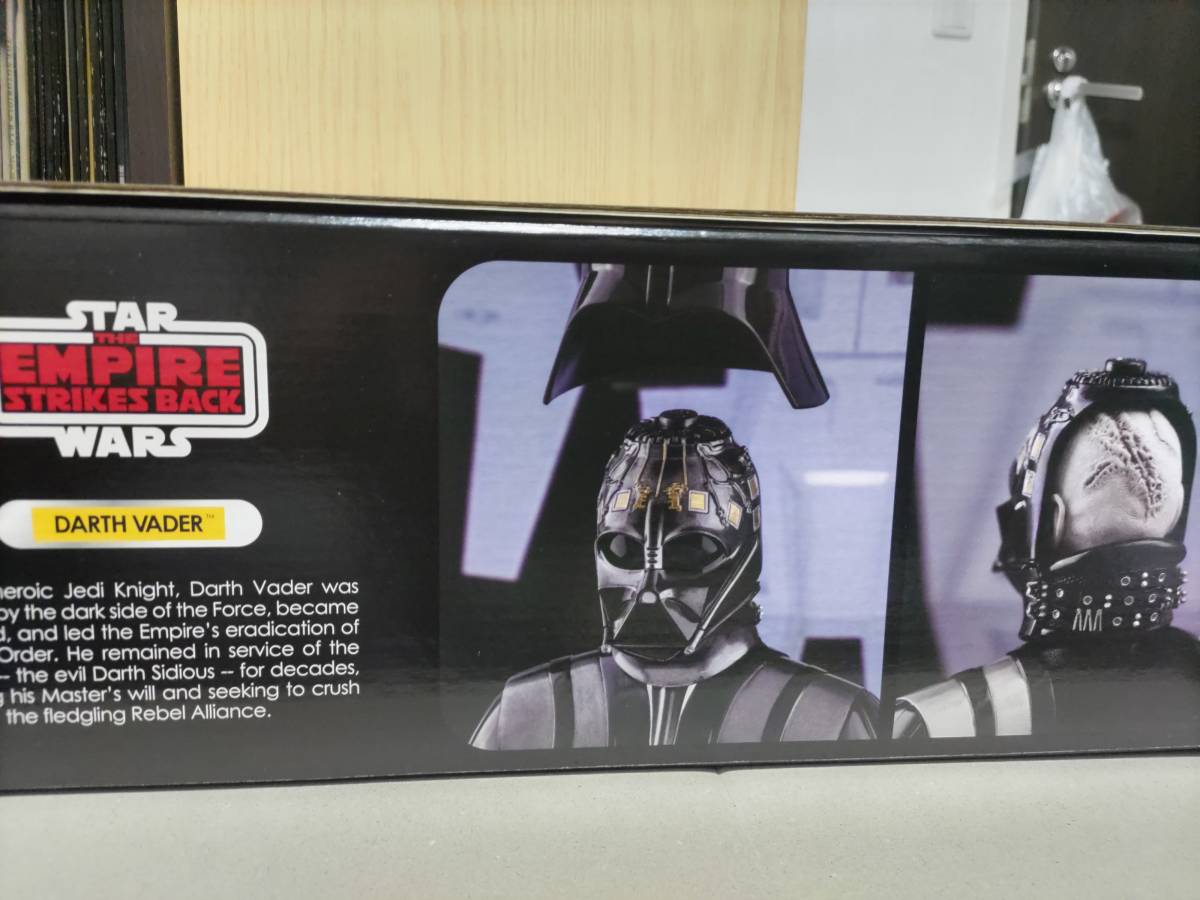 STAR
THE
EMPIRE
STRIKES BACK
WARS
DARTH VADER™
heroic Jedi Knight, Darth Vader was
by the dark side of the Force, became
, and led the Empire's eradication of
Order. He remained in service of the
-- the evil Darth Sidious -- for decades,
his Master's will and seeking to crush
the fledgling Rebel Alliance.